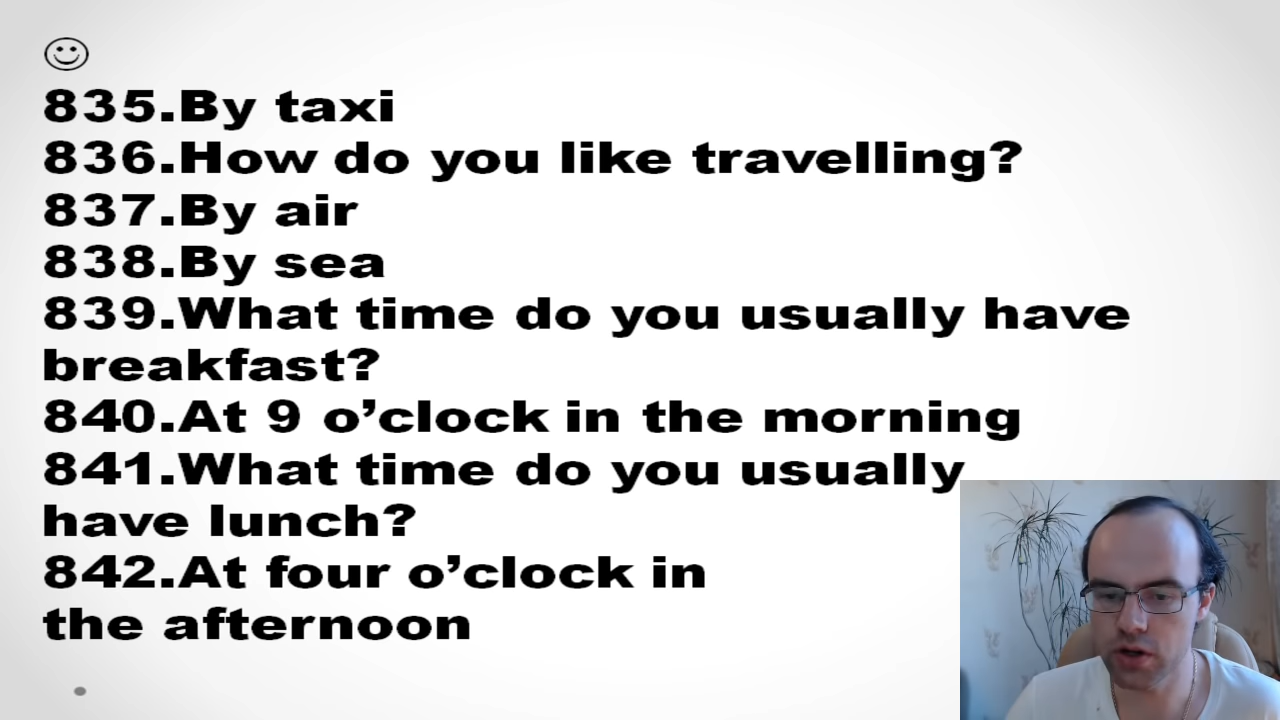 835.By taxi
836.How do you like travelling?
837.By air
838.By sea
839.What time do you usually have
breakfast?
840.At 9 o’clock in the morning
841.What time do you usually
have lunch?
842.At four o’clock in
the afternoon